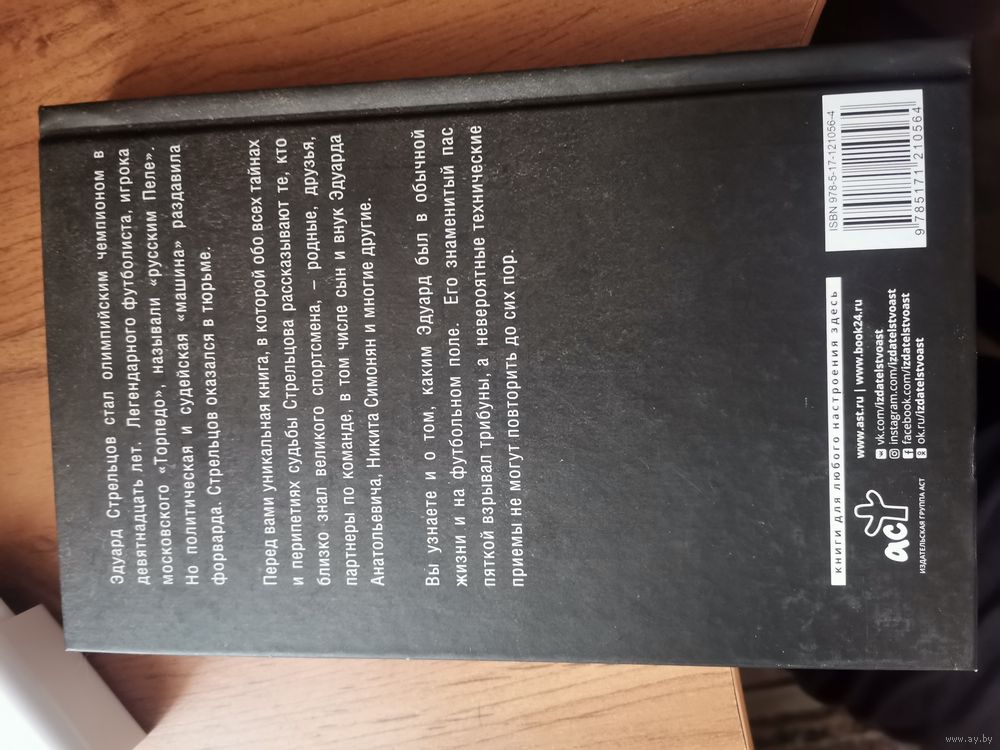 Эдуард Стрельцов стал олимпийским чемпионом в
девятнадцать лет. Легендарного футболиста, игрока
московского «Торпедо», называли «русским Пеле».
Но политическая и судейская «машина» раздавила
форварда. Стрельцов оказался в тюрьме.
Перед вами уникальная книга, в которой обо всех тайнах
и перипетиях судьбы Стрельцова рассказывают те, кто
близко знал великого спортсмена, – родные, друзья,
партнеры по команде, в том числе сын и внук Эдуарда
Анатольевича, Никита Симонян и многие другие.
Вы узнаете и о том, каким Эдуард был в обычной
жизни и на футбольном поле. Его знаменитый пас
пяткой взрывал трибуны, а невероятные технические
приемы не могут повторить до сих пор.
книги для любого настроения здесь
аст
ИЗДАТЕЛЬСКАЯ ГРУППА АСТ
www.ast.ru | www.book24.ru
vk.com/izdatelstvoast
instagram.com/izdatelstvoast
facebook.com/izdatelstvoast
ok.ru/izdatelstvoast
ISBN 978-5-17-121056-4
9 785171 210564
www.ay.by